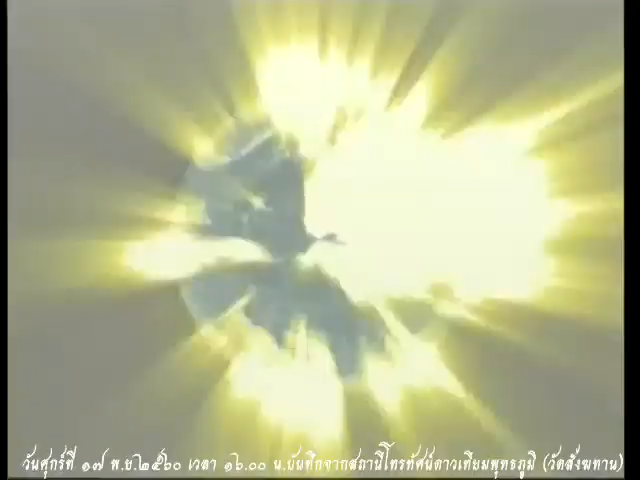 วันศุกร์ที่ ๑๗ พ.ย.๒๕๖๐ เวลา ๑๖.๐๐ น.บันทึกจากสถานีโทรทัศน์ดาวเทียมพุทธภูมิ (วัดสังฆทาน)